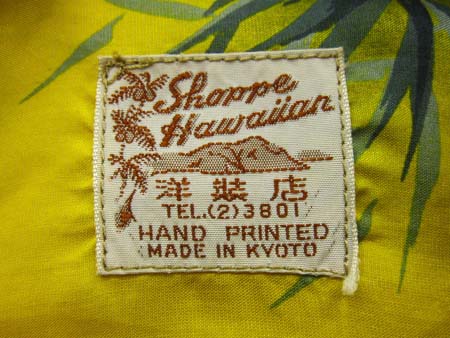 Shoppe
Hawaiian
洋装店
TEL.(2)3801
HAND PRINTED
MADE IN KYOTO